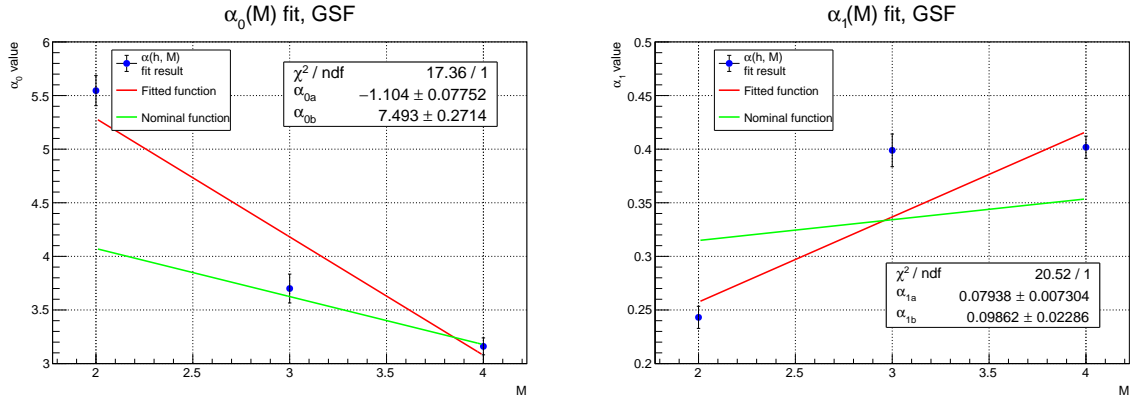 α0(M) fit, GSF
α0 value
6
5.5
5
4.5
4
3.5
3
α(h, M)
fit result
Fitted function
Nominal function
χ² / ndf 17.36 / 1
α0a −1.104 ± 0.07752
α0b 7.493 ± 0.2714
2 2.5 3 3.5 4
M
α1(M) fit, GSF
α1 value
0.5
0.45
0.4
0.35
0.3
0.25
0.2
α(h, M)
fit result
Fitted function
Nominal function
χ² / ndf 20.52 / 1
α1a 0.07938 ± 0.007304
α1b 0.09862 ± 0.02286
2 2.5 3 3.5 4
M